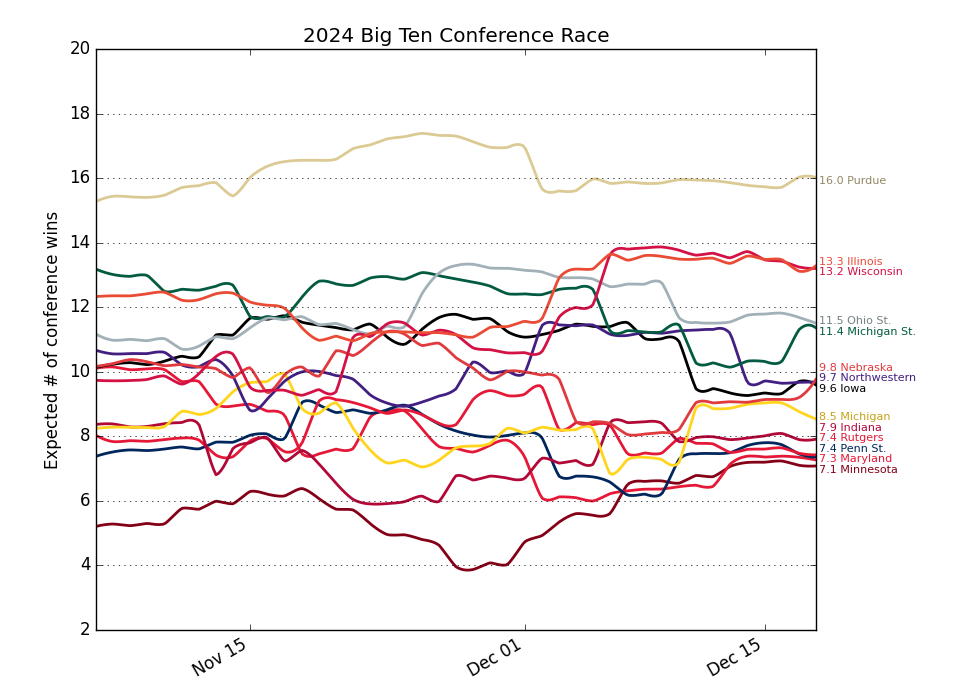 2024 Big Ten Conference Race
Expected # of conference wins
20
18
16
14
12
10
8
6
4
2
Nov 15
Dec 01
Dec 15
16.0 Purdue
13.3 Illinois
13.2 Wisconsin
11.5 Ohio St.
11.4 Michigan St.
9.8 Nebraska
9.7 Northwestern
9.6 Iowa
8.5 Michigan
7.9 Indiana
7.4 Rutgers
7.4 Penn St.
7.3 Maryland
7.1 Minnesota